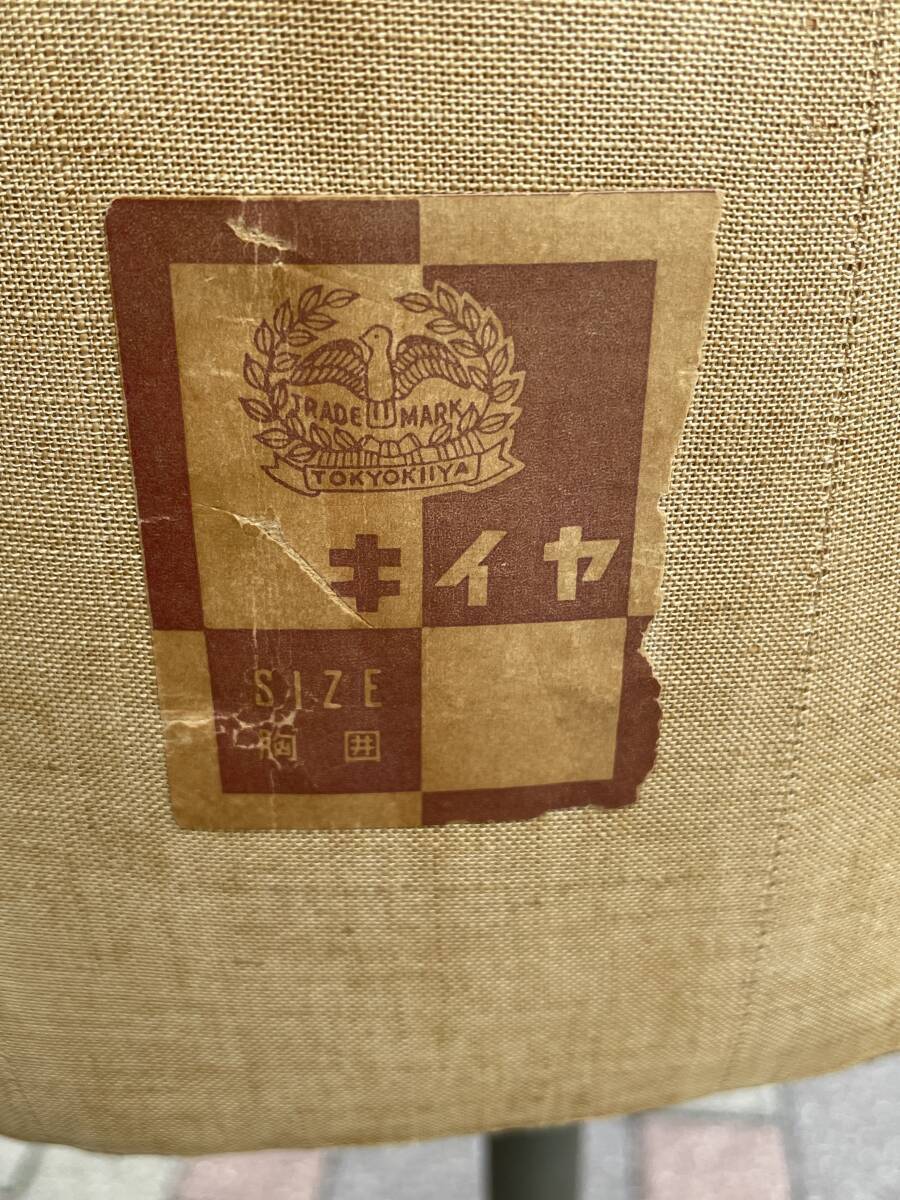 TRADE MARK
TOKYOKIIYA
キイヤ
SIZE
胸囲